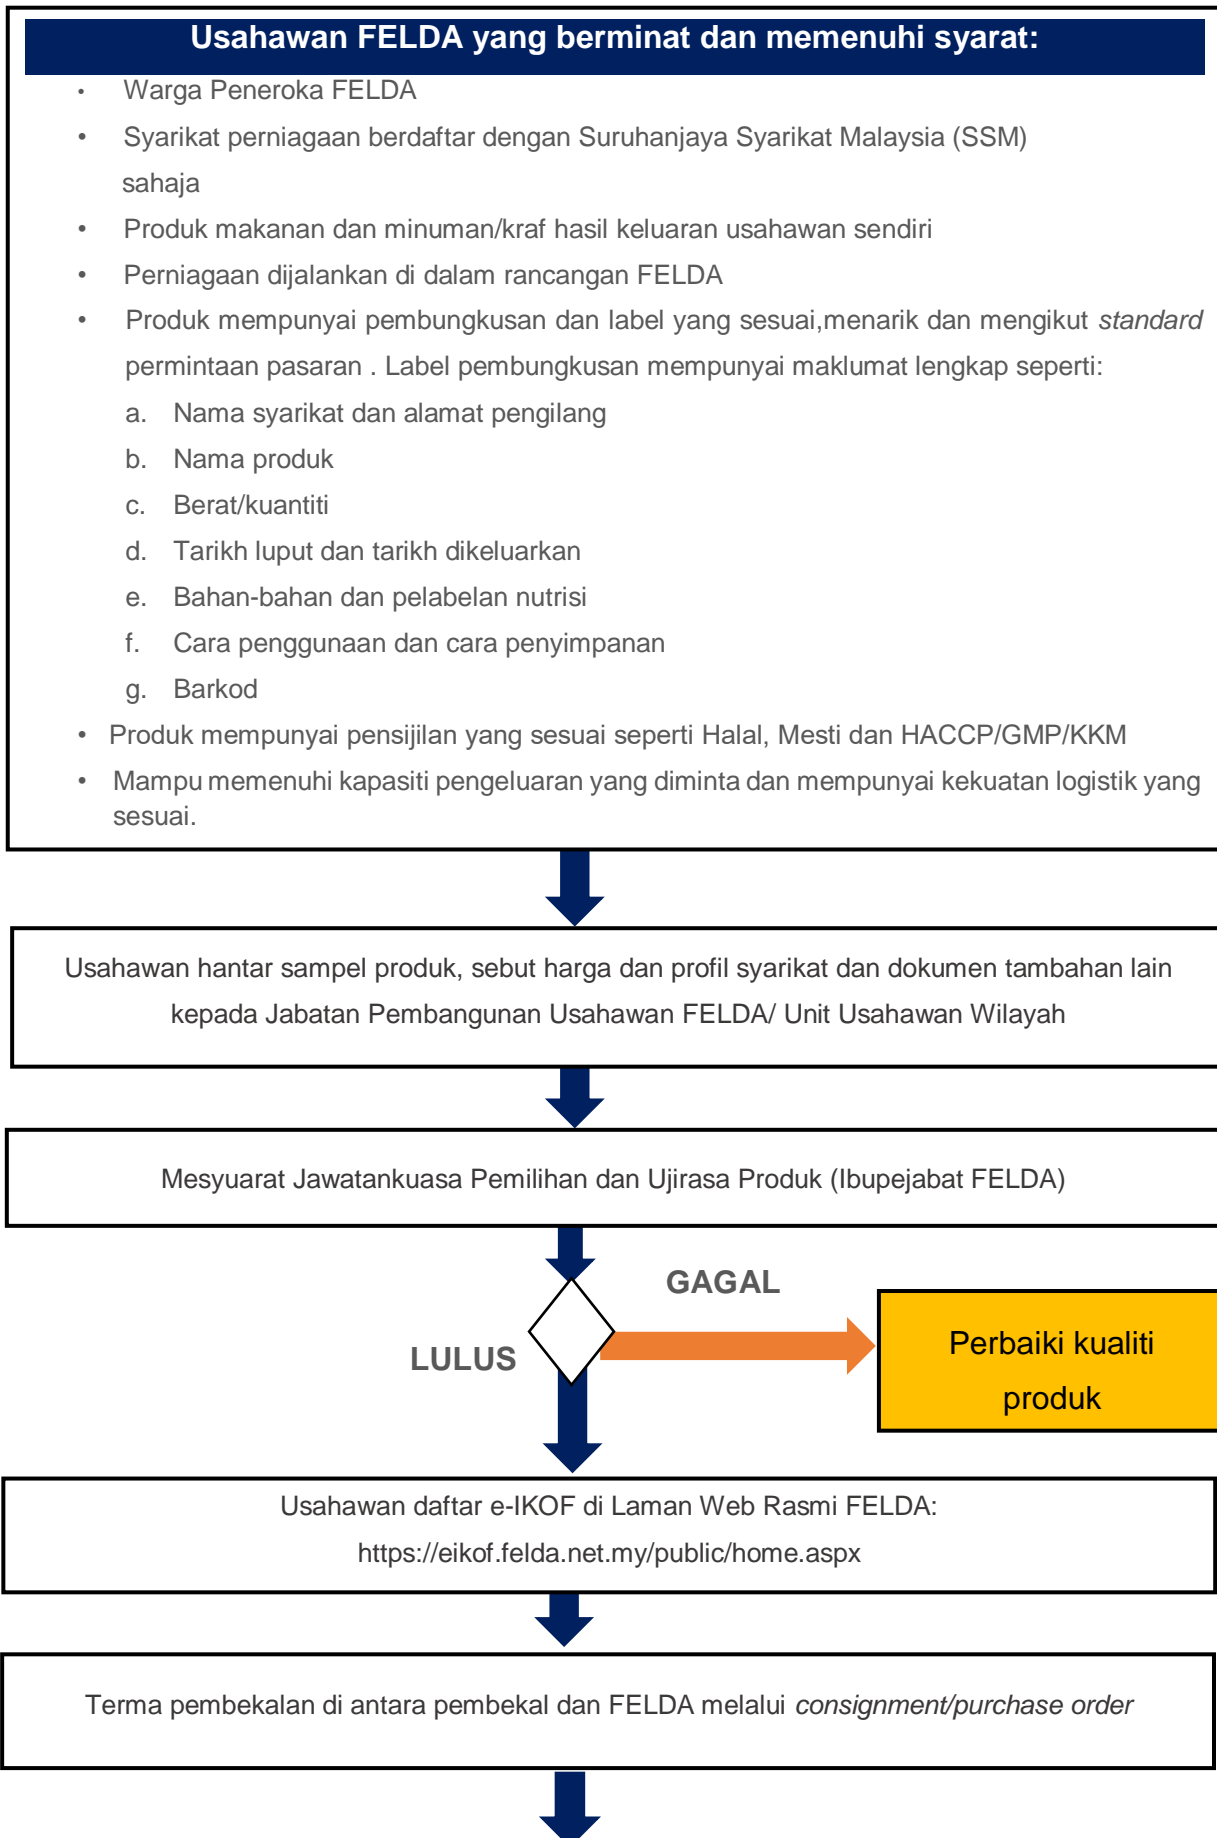 Usahawan FELDA yang berminat dan memenuhi syarat:
• Warga Peneroka FELDA
• Syarikat perniagaan berdaftar dengan Suruhanjaya Syarikat Malaysia (SSM)
sahaja
• Produk makanan dan minuman/kraf hasil keluaran usahawan sendiri
• Perniagaan dijalankan di dalam rancangan FELDA
• Produk mempunyai pembungkusan dan label yang sesuai,menarik dan mengikut standard
permintaan pasaran . Label pembungkusan mempunyai maklumat lengkap seperti:
a. Nama syarikat dan alamat pengilang
b. Nama produk
c. Berat/kuantiti
d. Tarikh luput dan tarikh dikeluarkan
e. Bahan-bahan dan pelabelan nutrisi
f. Cara penggunaan dan cara penyimpanan
g. Barkod
• Produk mempunyai pensijilan yang sesuai seperti Halal, Mesti dan HACCP/GMP/KKM
• Mampu memenuhi kapasiti pengeluaran yang diminta dan mempunyai kekuatan logistik yang
sesuai.
Usahawan hantar sampel produk, sebut harga dan profil syarikat dan dokumen tambahan lain
kepada Jabatan Pembangunan Usahawan FELDA/ Unit Usahawan Wilayah
Mesyuarat Jawatankuasa Pemilihan dan Ujirasa Produk (Ibupejabat FELDA)
GAGAL
LULUS
Perbaiki kualiti
produk
Usahawan daftar e-IKOF di Laman Web Rasmi FELDA:
https://eikof.felda.net.my/public/home.aspx
Terma pembekalan di antara pembekal dan FELDA melalui consignment/purchase order